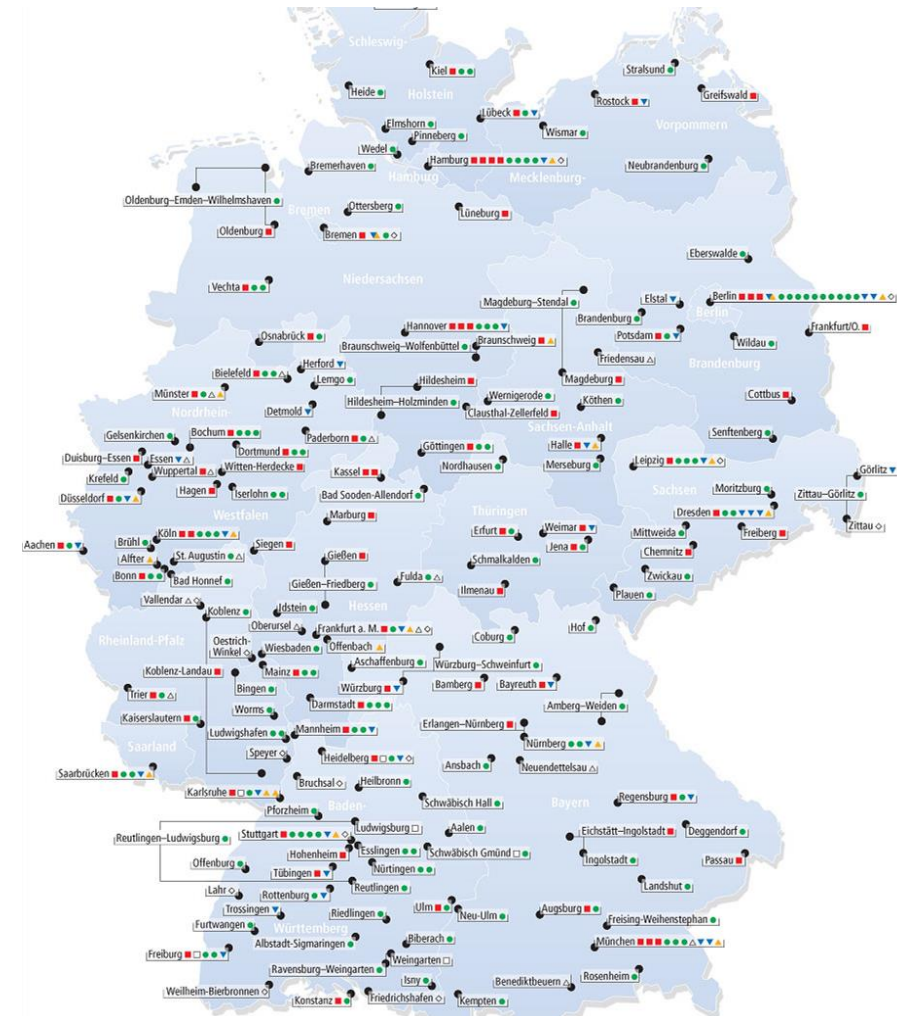 Schleswig-
Kiel
Stralsund
Heide
Holstein
Greifswald
Rostock
Lübeck
Elmshorn
Pinneberg
Wismar
Vorpommern
Wedel
Hamburg
Bremerhaven
Hamburg
Mecklenburg-
Neubrandenburg
Oldenburg–Emden–Wilhelmshaven
Ottersberg
Bremen
Lüneburg
Oldenburg
Bremen
Eberswalde
Niedersachsen
Vechta
Magdeburg–Stendal
Elstal
Berlin
Brandenburg
Berlin
Hannover
Potsdam
Frankfurt/O.
Osnabrück
Braunschweig
Braunschweig–Wolfenbüttel
Wildau
Friedensau
Brandenburg
Herford
Bielefeld
Lemgo
Hildesheim
Magdeburg
Münster
Wernigerode
Cottbus
Hildesheim–Holzminden
Köthen
Nordrhein-
Detmold
Clausthal-Zellerfeld
Sachsen-Anhalt
Gelsenkirchen
Bochum
Paderborn
Senftenberg
Dortmund
Göttingen
Halle
Duisburg–Essen
Essen
Witten-Herdecke
Nordhausen
Merseburg
Leipzig
Görlitz
Krefeld
Wuppertal
Kassel
Sachsen
Moritzburg
Zittau–Görlitz
Düsseldorf
Hagen
Iserlohn
Bad Sooden-Allendorf
Westfalen
Marburg
Thüringen
Dresden
Zittau
Köln
Erfurt
Weimar
Mittweida
Freiberg
Aachen
Brühl
Siegen
Jena
Chemnitz
Alfter
St. Augustin
Gießen
Schmalkalden
Bonn
Bad Honnef
Gießen–Friedberg
Fulda
Ilmenau
Zwickau
Plauen
Vallendar
Koblenz
Idstein
Hessen
Oberursel
Frankfurt a. M.
Coburg
Hof
Rheinland-Pfalz
Oestrich-
Winkel
Wiesbaden
Offenbach
Aschaffenburg
Würzburg–Schweinfurt
Koblenz-Landau
Mainz
Würzburg
Bamberg
Bayreuth
Trier
Bingen
Darmstadt
Amberg–Weiden
Worms
Kaiserslautern
Ludwigshafen
Mannheim
Erlangen–Nürnberg
Nürnberg
Saarland
Speyer
Heidelberg
Ansbach
Neuendettelsau
Saarbrücken
Bruchsal
Heilbronn
Karlsruhe
Baden-
Schwäbisch Hall
Bayern
Regensburg
Pforzheim
Reutlingen–Ludwigsburg
Stuttgart
Ludwigsburg
Aalen
Eichstätt–Ingolstadt
Deggendorf
Hohenheim
Esslingen
Schwäbisch Gmünd
Ingolstadt
Passau
Offenburg
Tübingen
Nürtingen
Landshut
Lahr
Rottenburg
Reutlingen
Trossingen
Riedlingen
Ulm
Neu-Ulm
Augsburg
Freising-Weihenstephan
Furtwangen
Württemberg
Albstadt-Sigmaringen
Biberach
München
Freiburg
Weingarten
Ravensburg–Weingarten
Rosenheim
Isny
Benediktbeuern
Weilheim-Bierbronnen
Konstanz
Friedrichshafen
Kempten